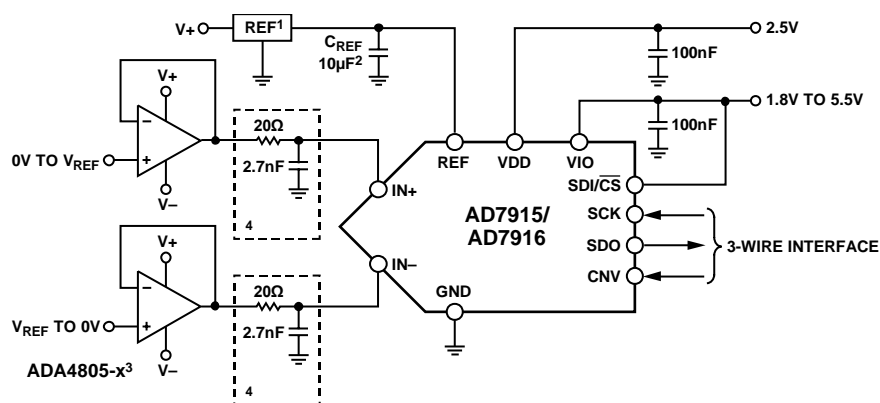 V+
REF1
CREF
10µF2
100nF
2.5V
100nF
1.8V TO 5.5V
V+
–
+
0V TO VREF
V–
20Ω
2.7nF
4
REF
VDD
VIO
IN+
SDI/CS
AD7915/
AD7916
SCK
SDO
CNV
3-WIRE INTERFACE
IN–
GND
V+
–
+
VREF TO 0V
V–
ADA4805-x3
20Ω
2.7nF
4